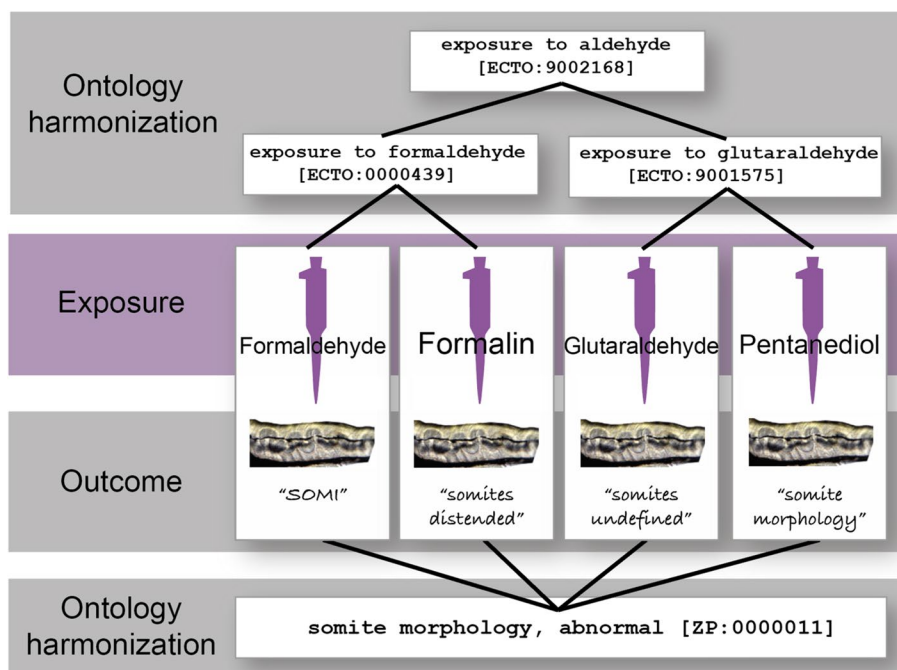 exposure to aldehyde
[ECTO:9002168]
Ontology
harmonization
exposure to formaldehyde
[ECTO:0000439]
exposure to glutaraldehyde
[ECTO:9001575]
Exposure
Formaldehyde
Formalin
Glutaraldehyde
Pentanediol
Outcome
“SOMI”
“somites
distended”
“somites
undefined”
“somite
morphology”
Ontology
harmonization
somite morphology, abnormal [ZP:0000011]